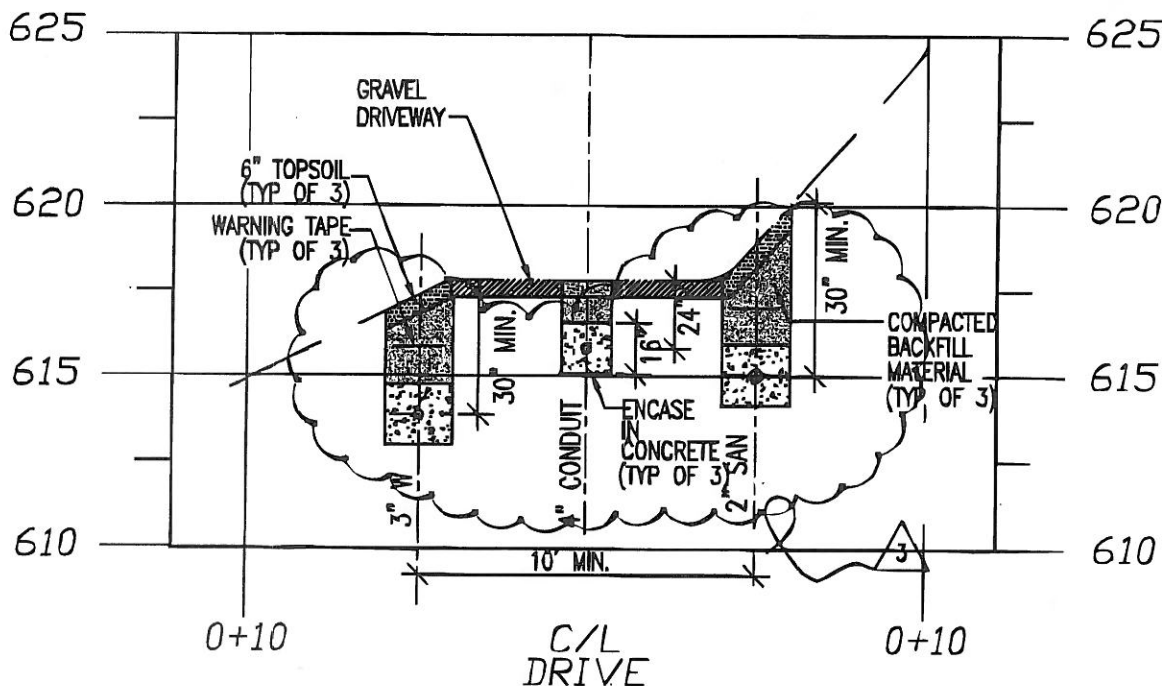 625
625
GRAVEL
DRIVEWAY
6" TOPSOIL
(TYP OF 3)
620
620
WARNING TAPE
(TYP OF 3)
30" MIN.
30" MIN.
16"
24"
COMPACTED
BACKFILL
MATERIAL
(TYP OF 3)
615
615
ENCASE
IN
CONCRETE
(TYP OF 3)
3" W
4" CONDUIT
2" SAN
610
610
10' MIN.
3
0+10
C/L
DRIVE
0+10